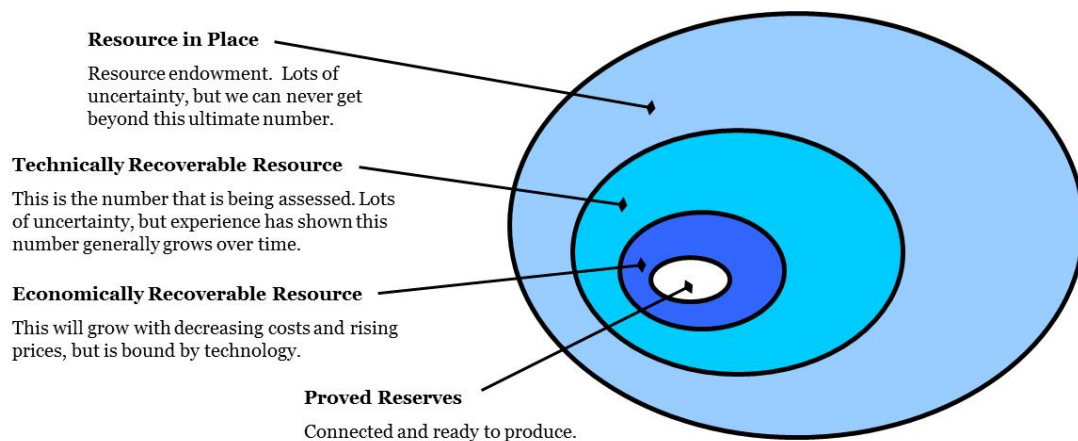 Resource in Place
Resource endowment. Lots of
uncertainty, but we can never get
beyond this ultimate number.
Technically Recoverable Resource
This is the number that is being assessed. Lots
of uncertainty, but experience has shown this
number generally grows over time.
Economically Recoverable Resource
This will grow with decreasing costs and rising
prices, but is bound by technology.
Proved Reserves
Connected and ready to produce.